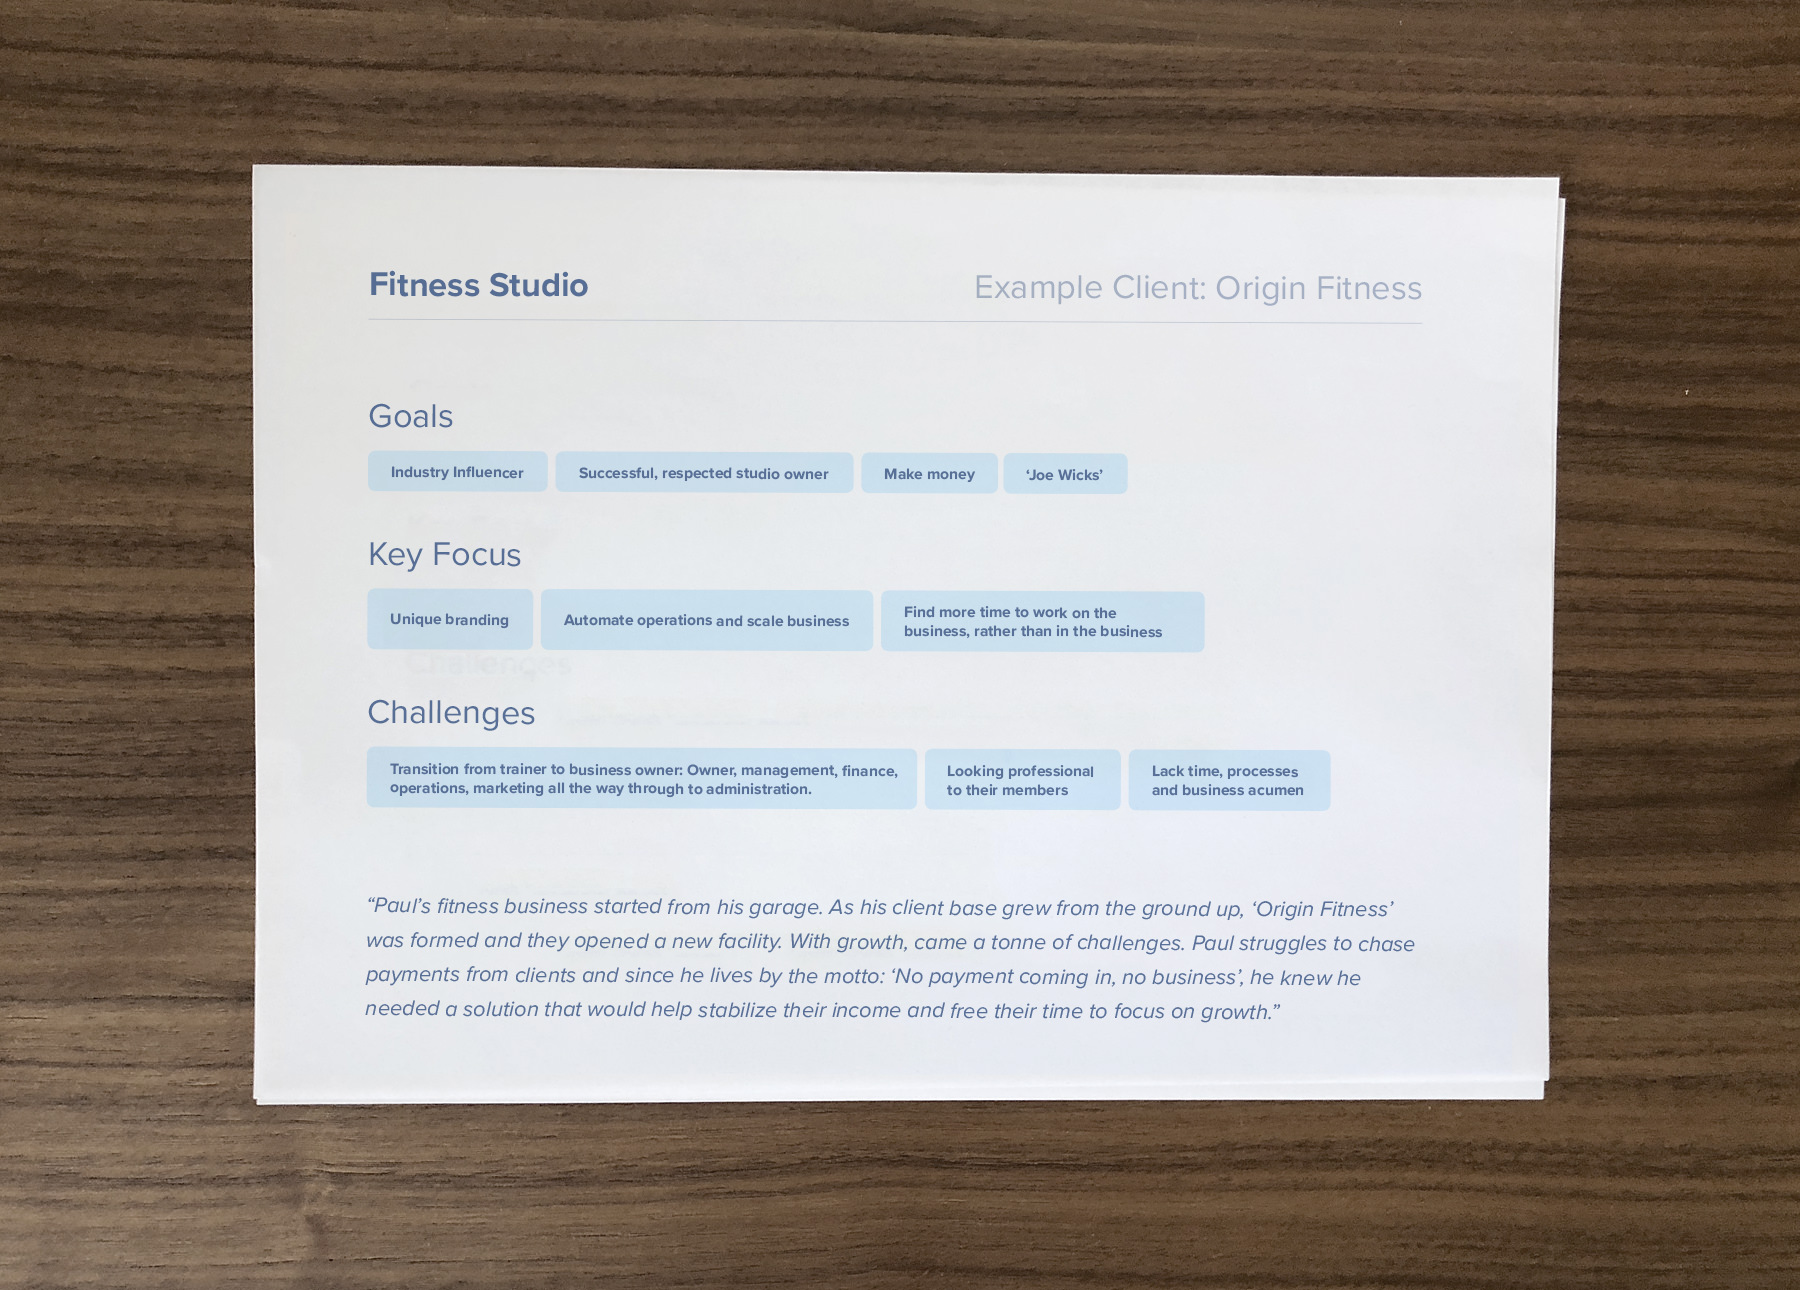 Fitness Studio
Example Client: Origin Fitness
Goals
Industry Influencer
Successful, respected studio owner
Make money
‘Joe Wicks’
Key Focus
Unique branding
Automate operations and scale business
Find more time to work on the
business, rather than in the business
Challenges
Transition from trainer to business owner: Owner, management, finance,
operations, marketing all the way through to administration.
Looking professional
to their members
Lack time, processes
and business acumen
“Paul’s fitness business started from his garage. As his client base grew from the ground up, ‘Origin Fitness’
was formed and they opened a new facility. With growth, came a tonne of challenges. Paul struggles to chase
payments from clients and since he lives by the motto: ‘No payment coming in, no business’, he knew he
needed a solution that would help stabilize their income and free their time to focus on growth.”